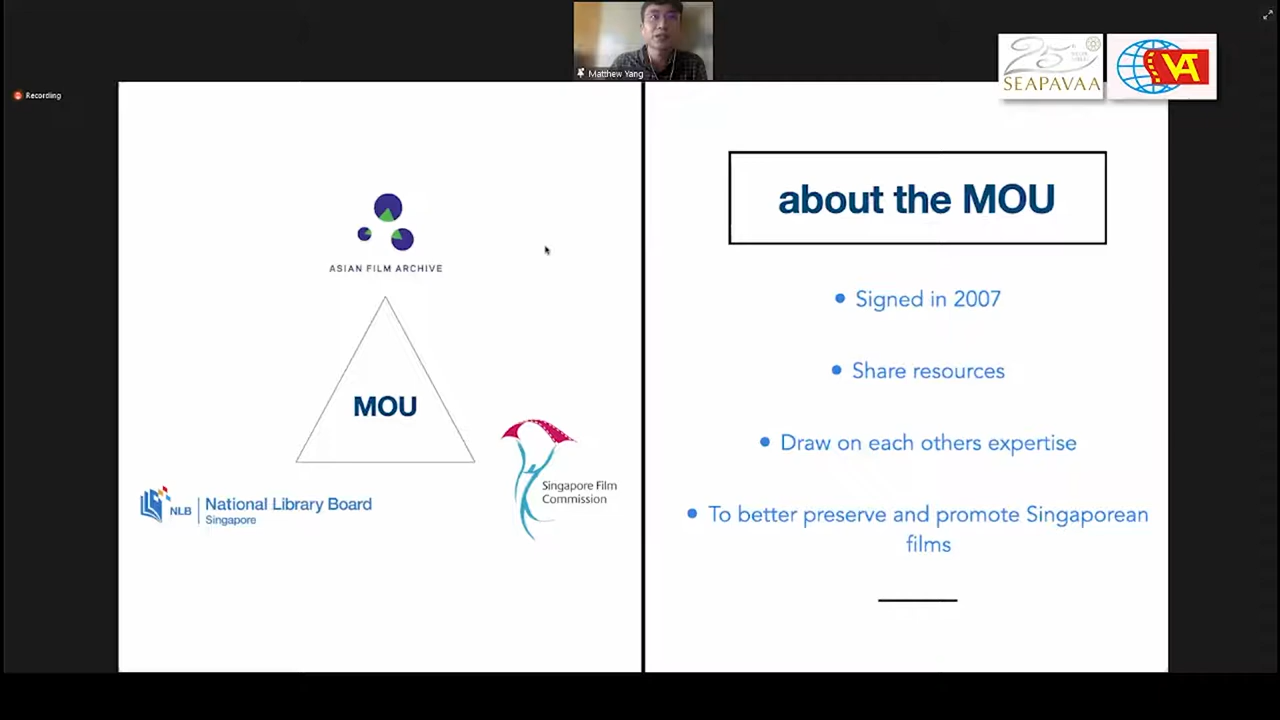 Matthew Yang
Recording
25
SEAPAVAA
VA
ASIAN FILM ARCHIVE
MOU
NLB
National Library Board
Singapore
Singapore Film
Commission
about the MOU
• Signed in 2007
• Share resources
• Draw on each others expertise
• To better preserve and promote Singaporean
films